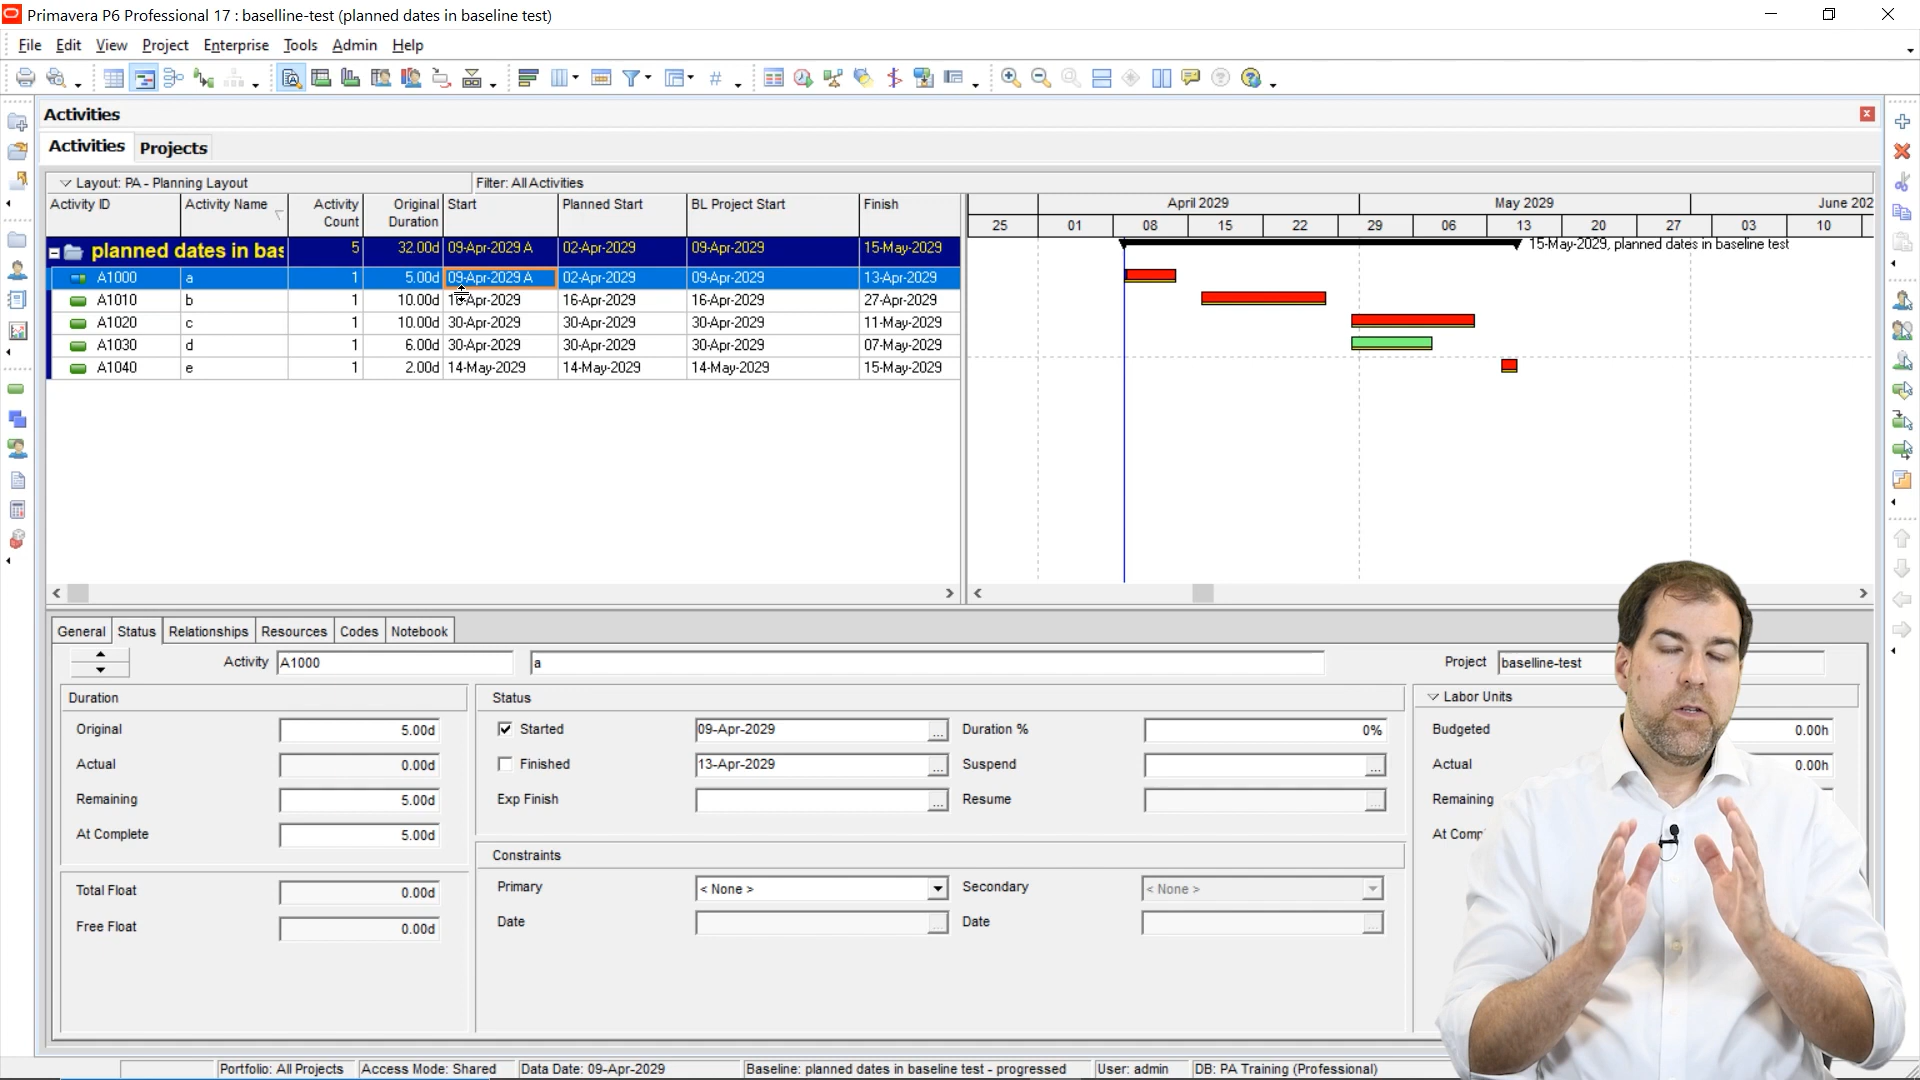 Primavera P6 Professional 17 : baselline-test (planned dates in baseline test)
File Edit View Project Enterprise Tools Admin Help
Activities
Activities Projects
Layout: PA - Planning Layout Filter: All Activities
Activity ID Activity Name Activity Count Original Duration Start Planned Start BL Project Start Finish
April 2029 May 2029 June 202
25 01 08 15 22 29 06 13 20 27 03 10
planned dates in bas 5 32.00d 09-Apr-2029 A 02-Apr-2029 09-Apr-2029 15-May-2029
15-May-2029, planned dates in baseline test
A1000 a 1 5.00d 09-Apr-2029 A 02-Apr-2029 09-Apr-2029 13-Apr-2029
A1010 b 1 10.00d 16-Apr-2029 16-Apr-2029 16-Apr-2029 27-Apr-2029
A1020 c 1 10.00d 30-Apr-2029 30-Apr-2029 30-Apr-2029 11-May-2029
A1030 d 1 6.00d 30-Apr-2029 30-Apr-2029 30-Apr-2029 07-May-2029
A1040 e 1 2.00d 14-May-2029 14-May-2029 14-May-2029 15-May-2029
General Status Relationships Resources Codes Notebook
Activity A1000 a Project baselline-test
Duration Status Labor Units
Original 5.00d Started 09-Apr-2029 ... Duration % 0% Budgeted 0.00h
Actual 0.00d Finished 13-Apr-2029 ... Suspend ... Actual 0.00h
Remaining 5.00d Exp Finish ... Resume ... Remaining
At Complete 5.00d At Comp
Constraints
Total Float 0.00d Primary < None > Secondary < None >
Free Float 0.00d Date ... Date ...
Portfolio: All Projects Access Mode: Shared Data Date: 09-Apr-2029 Baseline: planned dates in baseline test - progressed User: admin DB: PA Training (Professional)